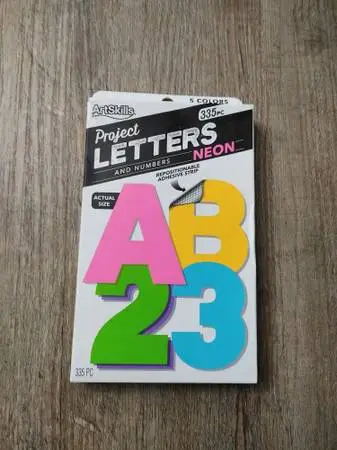 ArtSkills
5 COLORS
335PC
Project
LETTERS
AND NUMBERS
NEON
REPOSITIONABLE
ADHESIVE STRIP
ACTUAL
SIZE
AB
23
335 PC